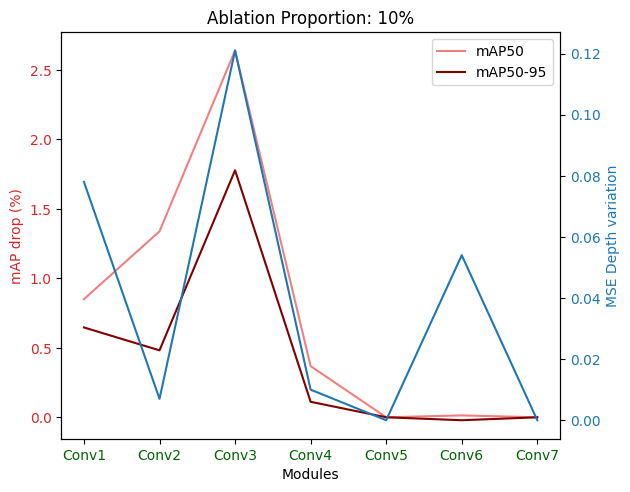 Ablation Proportion: 10%
mAP50
mAP50-95
mAP drop (%)
2.5
2.0
1.5
1.0
0.5
0.0
MSE Depth variation
0.12
0.10
0.08
0.06
0.04
0.02
0.00
Conv1 Conv2 Conv3 Conv4 Conv5 Conv6 Conv7
Modules